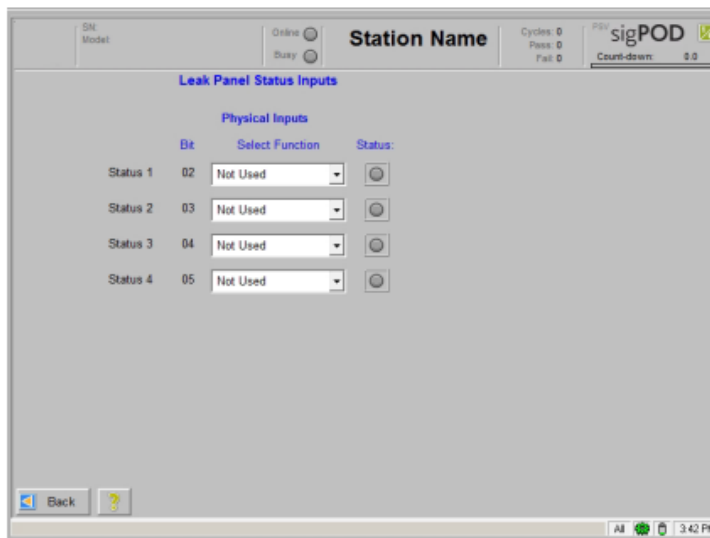 SN:
Model:
Online
Busy
Station Name
Cycles: 0
Pass: 0
Fail: 0
PSV sigPOD
Count-down: 0.0
Leak Panel Status Inputs
Physical Inputs
Bit Select Function Status:
Status 1 02 Not Used
Status 2 03 Not Used
Status 3 04 Not Used
Status 4 05 Not Used
Back ?
All 3:42 PM